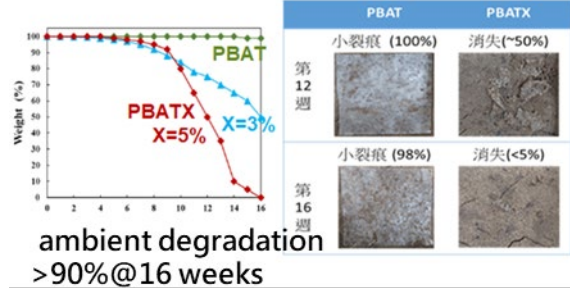 Weight (%)
100
90
80
70
60
50
40
30
20
10
0
0 2 4 6 8 10 12 14 16
PBAT
PBATX
X=5%
X=3%
PBAT PBATX
小裂痕 (100%) 消失(~50%)
第
12
週
小裂痕 (98%) 消失(<5%)
第
16
週
ambient degradation
>90%@16 weeks